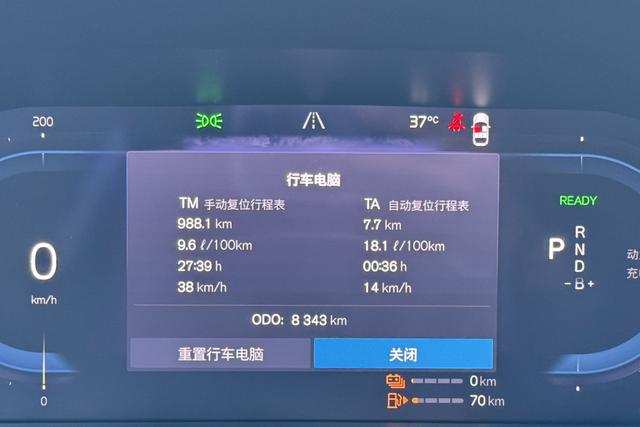 200
37°C
行车电脑
TM 手动复位行程表
TA 自动复位行程表
988.1 km
7.7 km
9.6 ℓ/100km
18.1 ℓ/100km
27:39 h
00:36 h
38 km/h
14 km/h
ODO: 8 343 km
重置行车电脑
关闭
0
km/h
0
READY
P
R
N
D
-B+
动
充
0 km
70 km